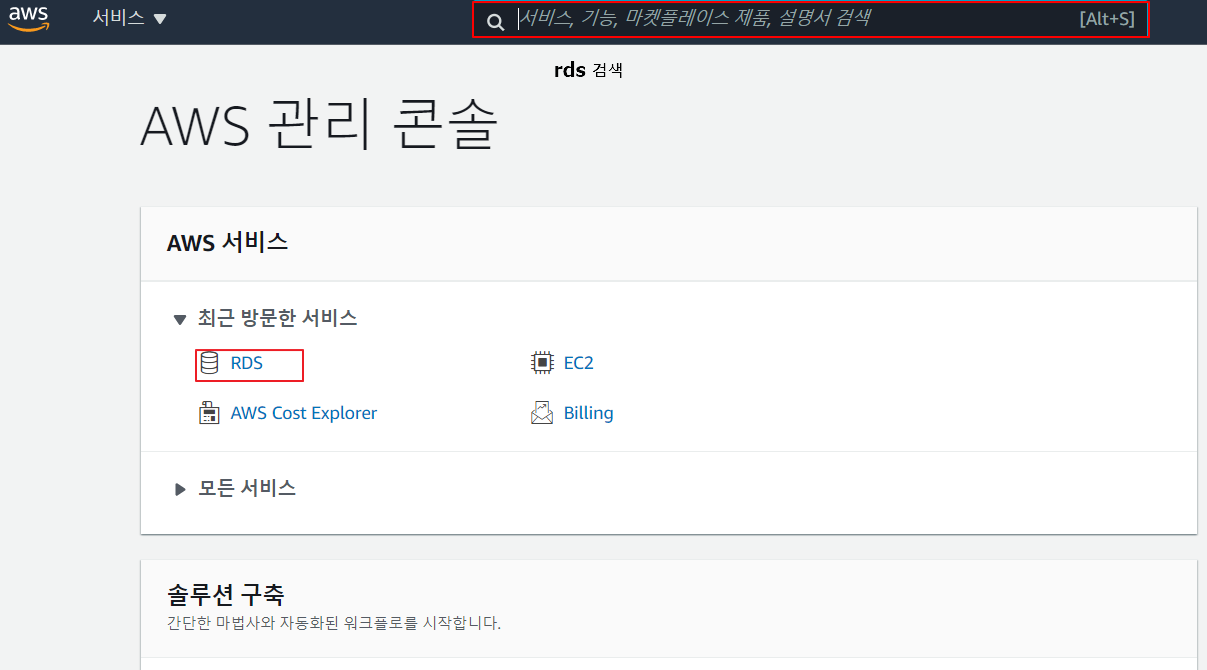 aws 서비스 ▼ 서비스, 기능, 마켓플레이스 제품, 설명서 검색 [Alt+S]
rds 검색
AWS 관리 콘솔
AWS 서비스
▼ 최근 방문한 서비스
RDS EC2
AWS Cost Explorer Billing
▶ 모든 서비스
솔루션 구축
간단한 마법사와 자동화된 워크플로를 시작합니다.